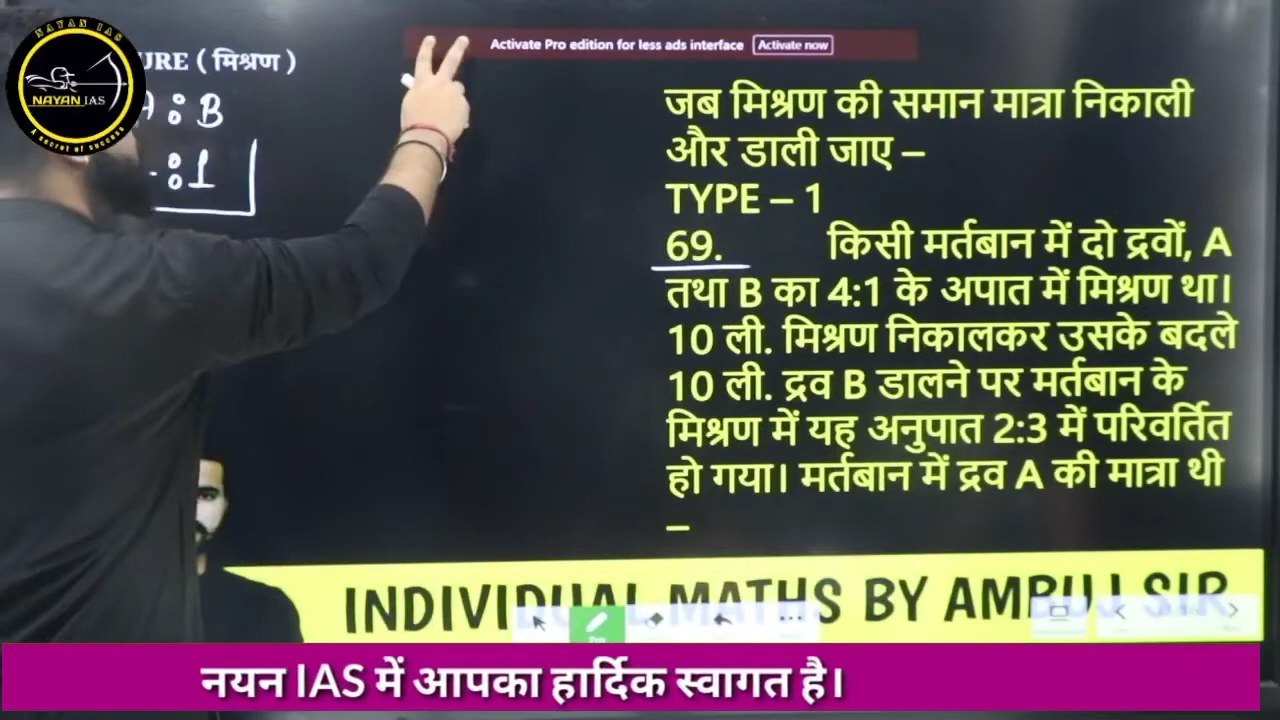 NAYAN IAS
NAYAN IAS
A secret of success
URE ( मिश्रण )
A : B
: 1
Activate Pro edition for less ads interface
Activate now
जब मिश्रण की समान मात्रा निकाली
और डाली जाए –
TYPE – 1
69. किसी मर्तबान में दो द्रवों, A
तथा B का 4:1 के अपात में मिश्रण था।
10 ली. मिश्रण निकालकर उसके बदले
10 ली. द्रव B डालने पर मर्तबान के
मिश्रण में यह अनुपात 2:3 में परिवर्तित
हो गया। मर्तबान में द्रव A की मात्रा थी
–
INDIVIDUAL MATHS BY AMBUJ SIR
नयन IAS में आपका हार्दिक स्वागत है।